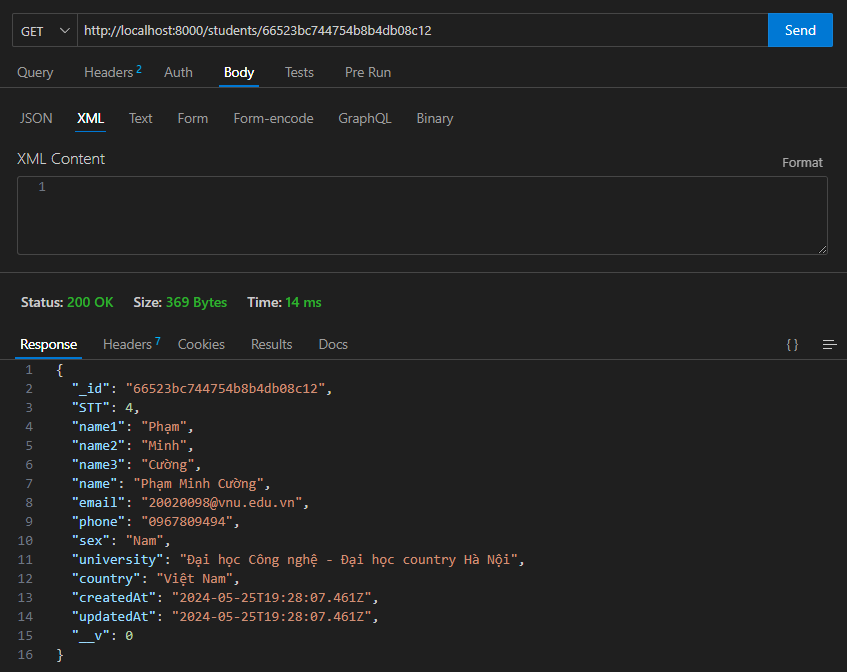 GET http://localhost:8000/students/66523bc744754b8b4db08c12 Send
Query Headers 2 Auth Body Tests Pre Run
JSON XML Text Form Form-encode GraphQL Binary
XML Content
Format
1
Status: 200 OK Size: 369 Bytes Time: 14 ms
Response Headers 7 Cookies Results Docs { }
1 {
2 "_id": "66523bc744754b8b4db08c12",
3 "STT": 4,
4 "name1": "Phạm",
5 "name2": "Minh",
6 "name3": "Cường",
7 "name": "Phạm Minh Cường",
8 "email": "20020098@vnu.edu.vn",
9 "phone": "0967809494",
10 "sex": "Nam",
11 "university": "Đại học Công nghệ - Đại học country Hà Nội",
12 "country": "Việt Nam",
13 "createdAt": "2024-05-25T19:28:07.461Z",
14 "updatedAt": "2024-05-25T19:28:07.461Z",
15 "__v": 0
16 }